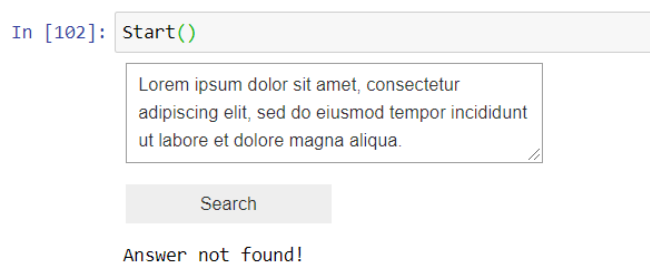 In [102]: Start()
Lorem ipsum dolor sit amet, consectetur
adipiscing elit, sed do eiusmod tempor incididunt
ut labore et dolore magna aliqua.
Search
Answer not found!